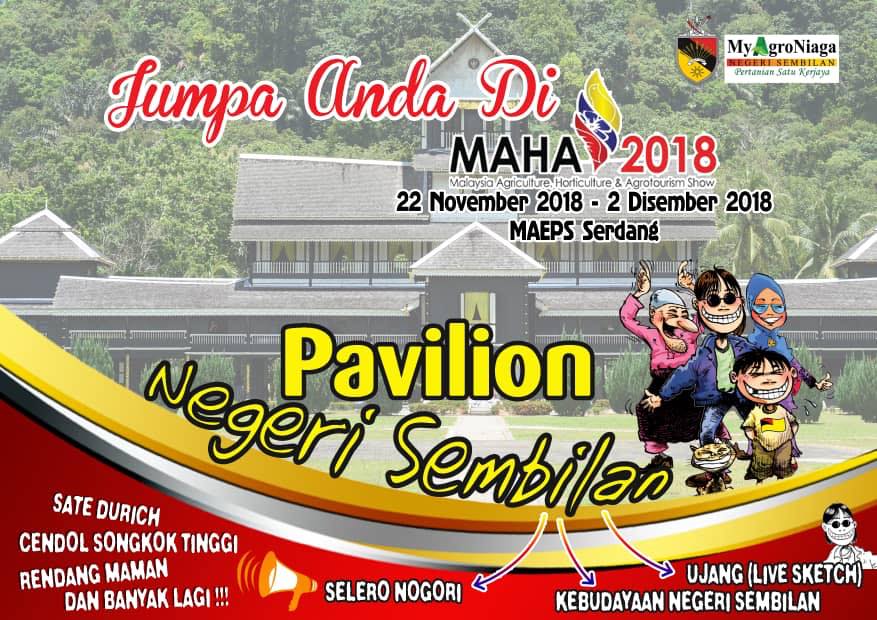 MyAgroNiaga
NEGERI SEMBILAN
Pertanian Satu Kerjaya
Jumpa Anda Di
MAHA 2018
Malaysia Agriculture, Horticulture & Agrotourism Show
22 November 2018 - 2 Disember 2018
MAEPS Serdang
Pavilion
Negeri Sembilan
SATE DURICH
CENDOL SONGKOK TINGGI
RENDANG MAMAN
DAN BANYAK LAGI !!!
SELERO NOGORI
UJANG (LIVE SKETCH)
KEBUDAYAAN NEGERI SEMBILAN